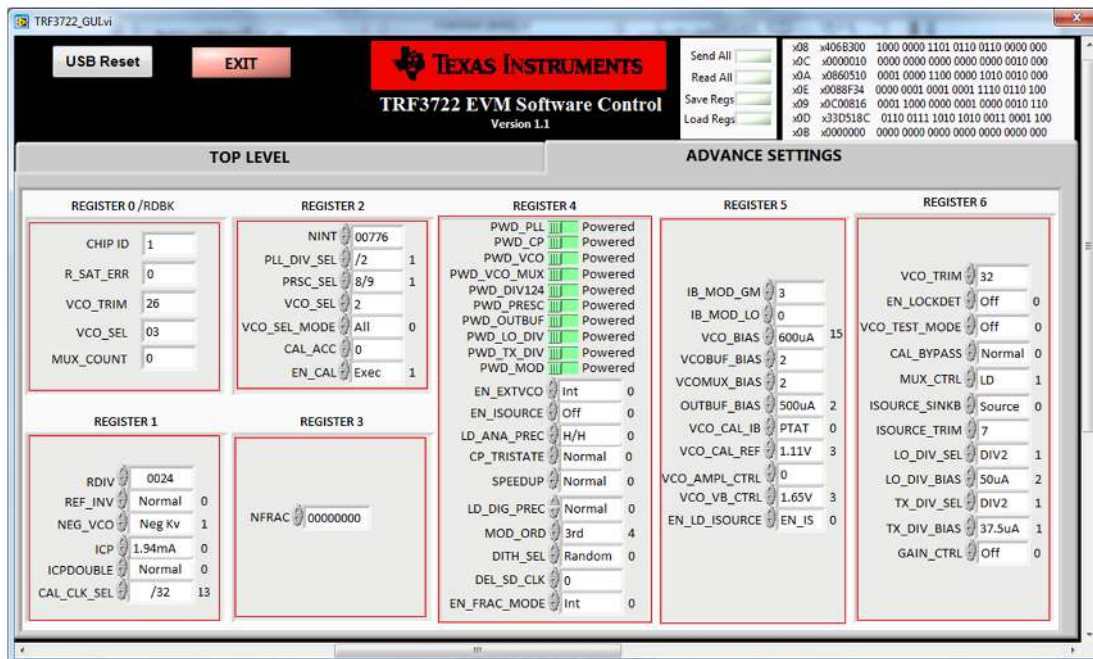 TRF3722_GUI.vi
USB Reset
EXIT
TEXAS INSTRUMENTS
TRF3722 EVM Software Control
Version 1.1
Send All
Read All
Save Regs
Load Regs
x08 x406B300 1000 0000 1101 0110 0110 0000 000
x0C x0000010 0000 0000 0000 0000 0000 0010 000
x0A x0860510 0001 0000 1100 0000 1010 0010 000
x0E x0088F34 0000 0001 0001 0001 1110 0110 100
x09 x0C00816 0001 1000 0000 0001 0000 0010 110
x0D x33D518C 0110 0111 1010 1010 0011 0001 100
x0B x0000000 0000 0000 0000 0000 0000 0000 000
TOP LEVEL
ADVANCE SETTINGS
REGISTER 0 /RDBK
CHIP ID 1
R_SAT_ERR 0
VCO_TRIM 26
VCO_SEL 03
MUX_COUNT 0
REGISTER 1
RDIV 0024
REF_INV Normal 0
NEG_VCO Neg Kv 1
ICP 1.94mA 0
ICPDOUBLE Normal 0
CAL_CLK_SEL /32 13
REGISTER 2
NINT 00776
PLL_DIV_SEL /2 1
PRSC_SEL 8/9 1
VCO_SEL 2
VCO_SEL_MODE All 0
CAL_ACC 0
EN_CAL Exec 1
REGISTER 3
NFRAC 00000000
REGISTER 4
PWD_PLL Powered
PWD_CP Powered
PWD_VCO Powered
PWD_VCO_MUX Powered
PWD_DIV124 Powered
PWD_PRESC Powered
PWD_OUTBUF Powered
PWD_LO_DIV Powered
PWD_TX_DIV Powered
PWD_MOD Powered
EN_EXTVCO Int 0
EN_ISOURCE Off 0
LD_ANA_PREC H/H 0
CP_TRISTATE Normal 0
SPEEDUP Normal 0
LD_DIG_PREC Normal 0
MOD_ORD 3rd 4
DITH_SEL Random 0
DEL_SD_CLK 0
EN_FRAC_MODE Int 0
REGISTER 5
IB_MOD_GM 3
IB_MOD_LO 0
VCO_BIAS 600uA 15
VCOBUF_BIAS 2
VCOMUX_BIAS 2
OUTBUF_BIAS 500uA 2
VCO_CAL_IB PTAT 0
VCO_CAL_REF 1.11V 3
VCO_AMPL_CTRL 0
VCO_VB_CTRL 1.65V 3
EN_LD_ISOURCE EN_IS 0
REGISTER 6
VCO_TRIM 32
EN_LOCKDET Off 0
VCO_TEST_MODE Off 0
CAL_BYPASS Normal 0
MUX_CTRL LD 1
ISOURCE_SINKB Source 0
ISOURCE_TRIM 7
LO_DIV_SEL DIV2 1
LO_DIV_BIAS 50uA 2
TX_DIV_SEL DIV2 1
TX_DIV_BIAS 37.5uA 1
GAIN_CTRL Off 0